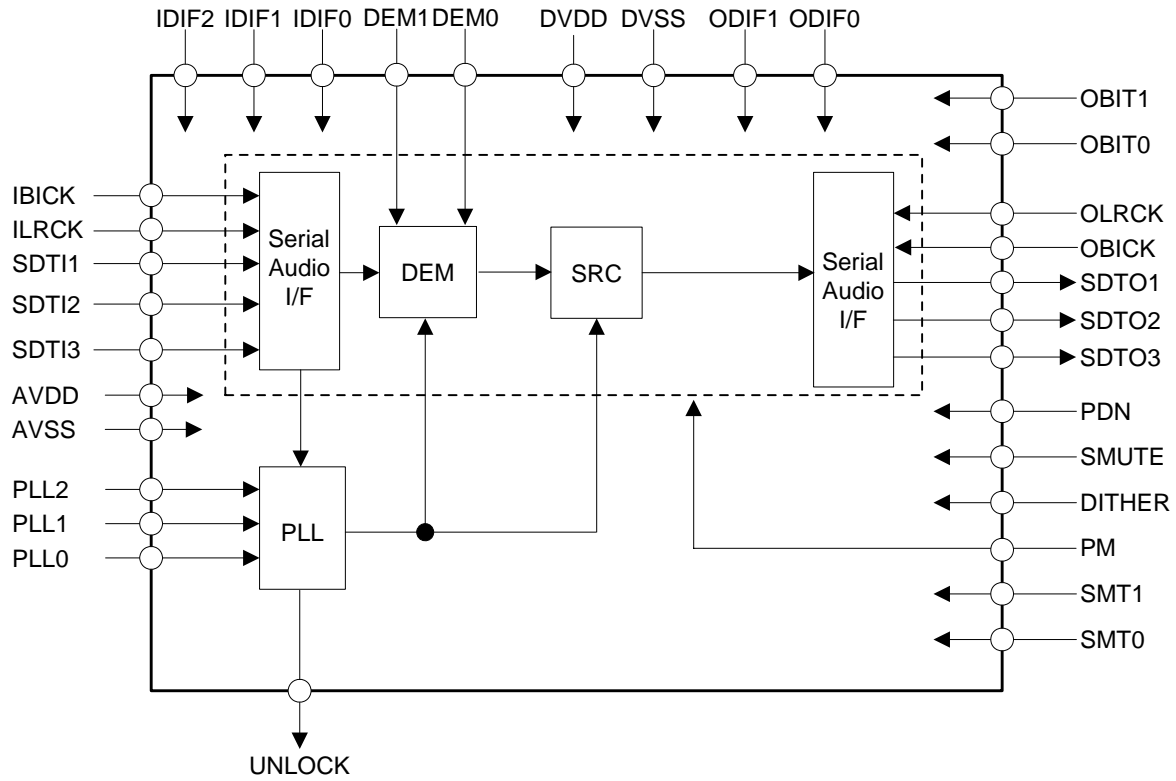 IDIF2 IDIF1 IDIF0 DEM1 DEM0 DVDD DVSS ODIF1 ODIF0
IBICK
ILRCK
SDTI1
SDTI2
SDTI3
AVDD
AVSS
PLL2
PLL1
PLL0
Serial
Audio
I/F
DEM
SRC
Serial
Audio
I/F
PLL
OBIT1
OBIT0
OLRCK
OBICK
SDTO1
SDTO2
SDTO3
PDN
SMUTE
DITHER
PM
SMT1
SMT0
UNLOCK